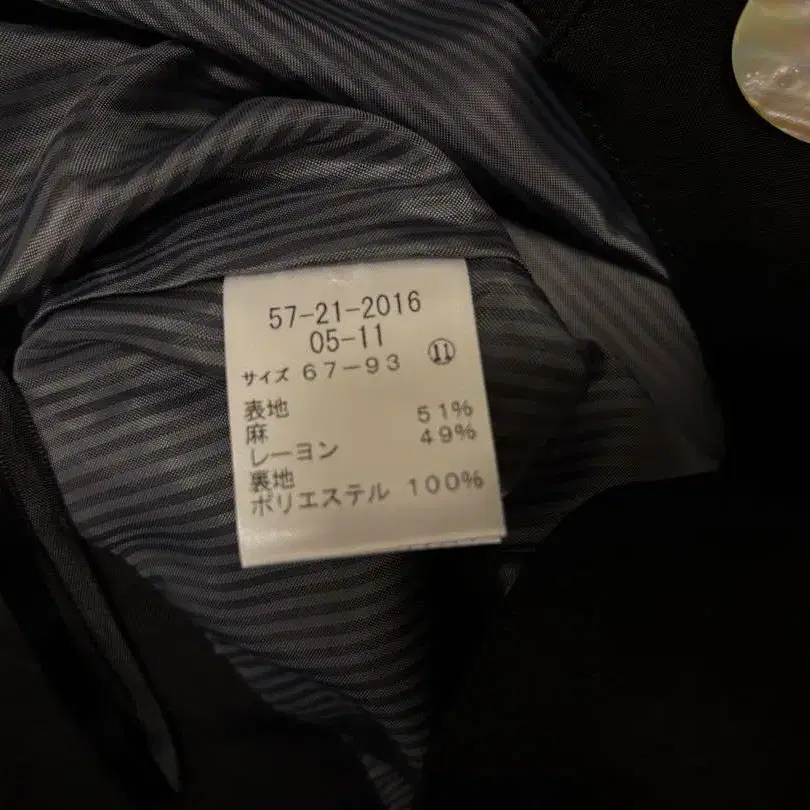 57-21-2016
05-11
⑪
サイズ 67-93
表地
麻 51%
レーヨン 49%
裏地
ポリエステル 100%